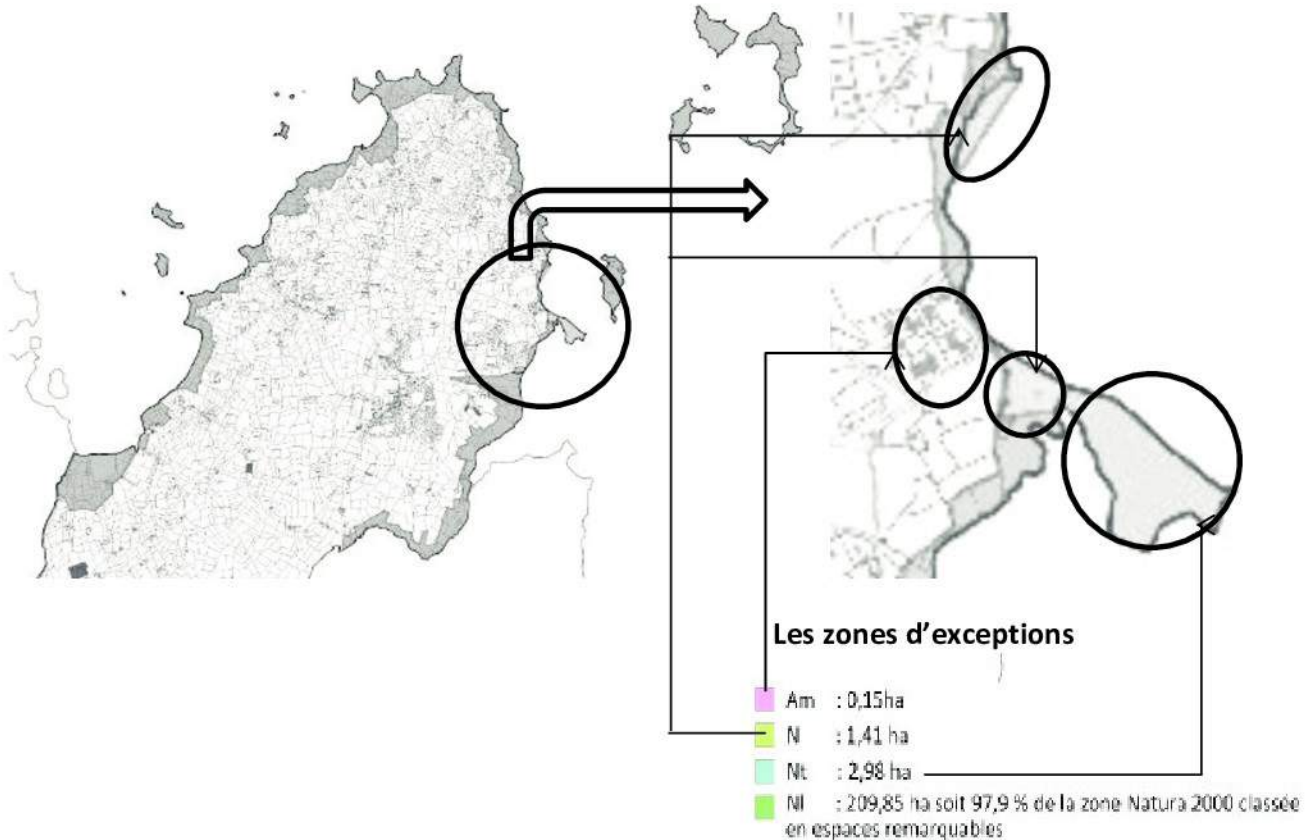 Les zones d'exceptions
Am : 0,15ha
N : 1,41 ha
Nt : 2,98 ha
Nl : 209,85 ha soit 97,9 % de la zone Natura 2000 classée
en espaces remarquables